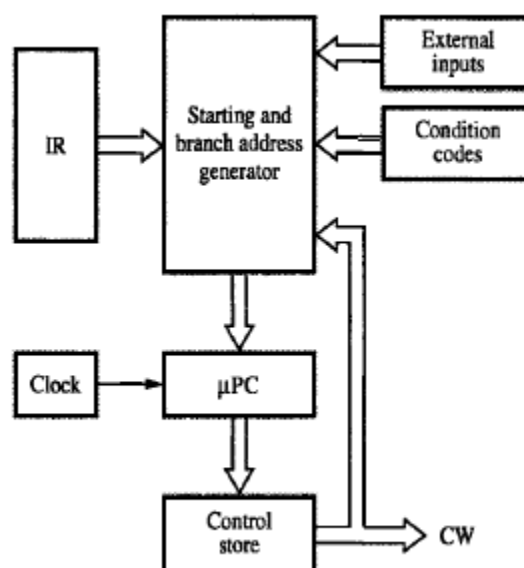 External
inputs
Starting and
branch address
generator
IR
Condition
codes
Clock
μPC
Control
store
CW